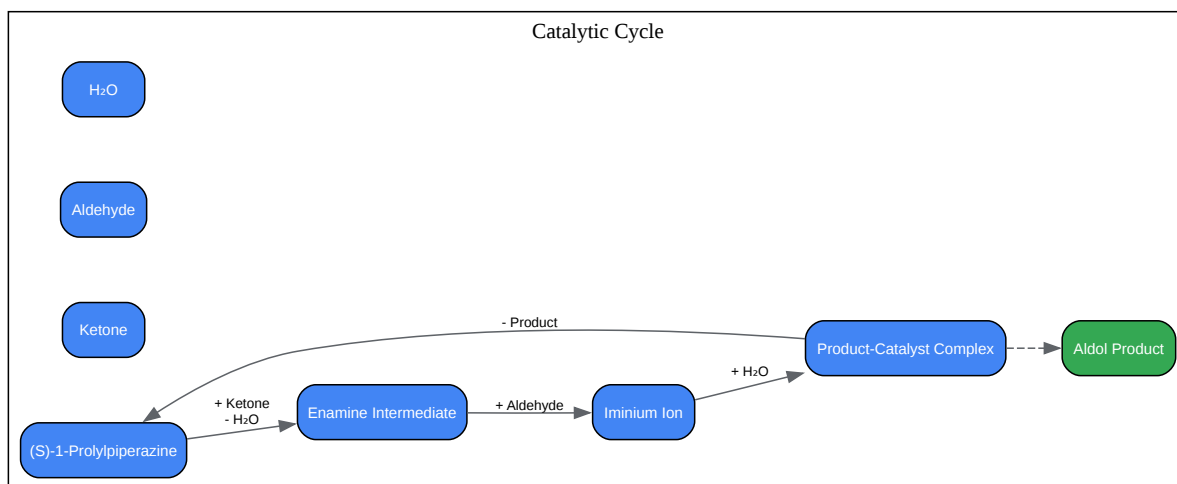 Catalytic Cycle
H₂O
Aldehyde
Ketone
- Product
Product-Catalyst Complex
Aldol Product
+ H₂O
+ Ketone
- H₂O
Enamine Intermediate
+ Aldehyde
Iminium Ion
(S)-1-Prolylpiperazine